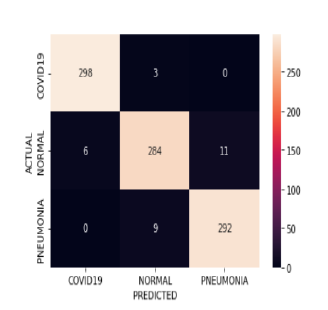 COVID19 298 3 0
NORMAL 6 284 11
PNEUMONIA 0 9 292
ACTUAL
COVID19 NORMAL PNEUMONIA
PREDICTED
250
200
150
100
50
0